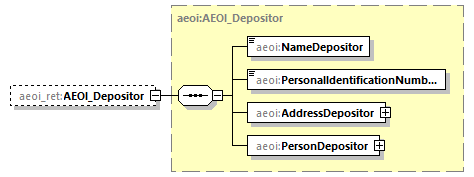 aeoi:AEOI_Depositor
aeoi:NameDepositor
aeoi:PersonalIdentificationNumb...
aeoi_ret:AEOI_Depositor
aeoi:AddressDepositor
aeoi:PersonDepositor